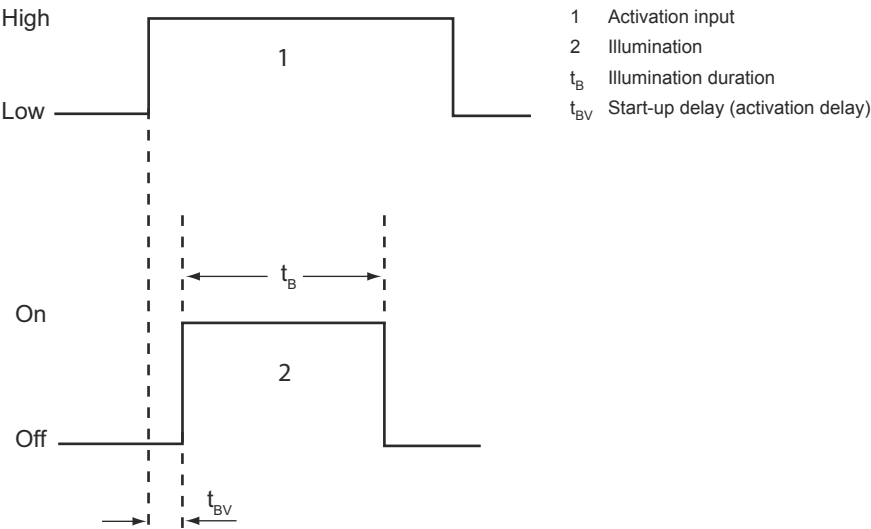 High
1
Low
1 Activation input
2 Illumination
tB Illumination duration
tBV Start-up delay (activation delay)
tB
On
2
Off
tBV